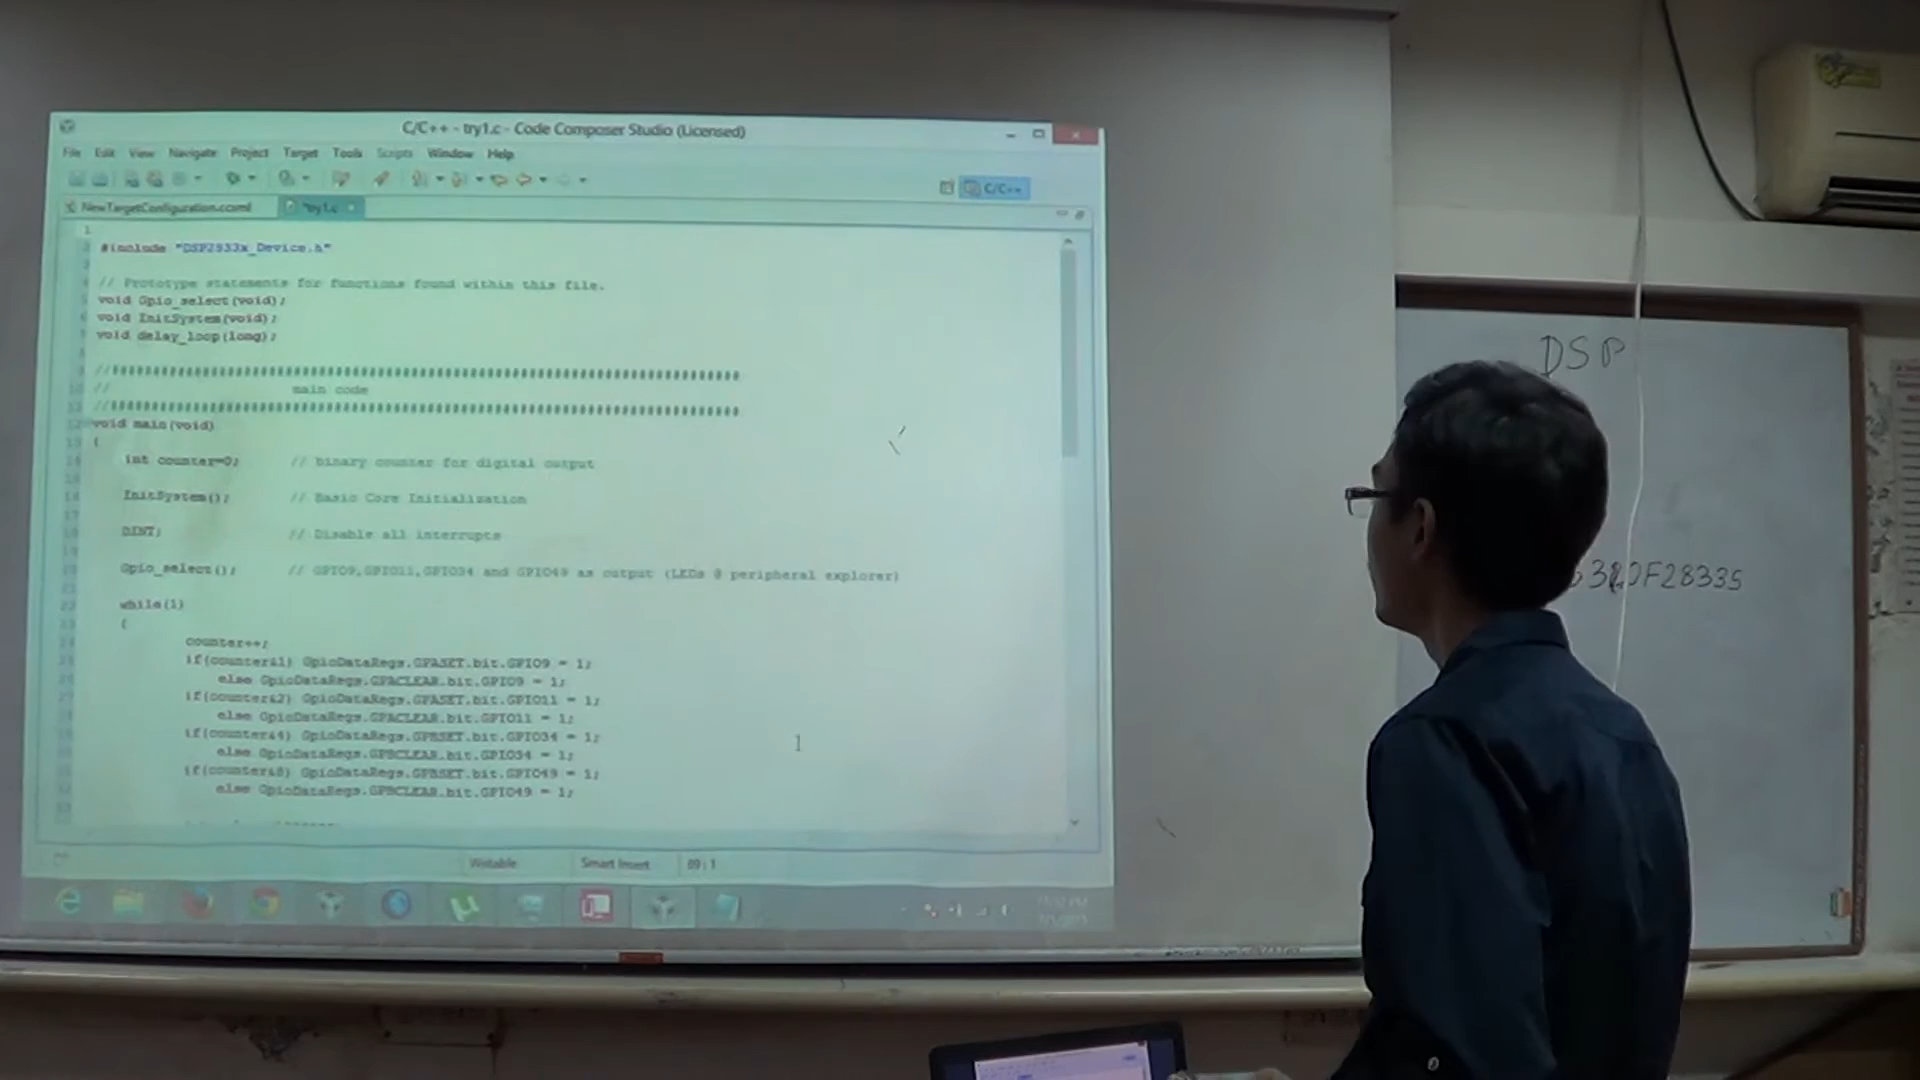 C/C++ - try1.c - Code Composer Studio (Licensed)
File Edit View Navigate Project Target Tools Scripts Window Help
C/C++
NewTargetConfiguration.ccxml
*try1.c
#include "DSP2833x_Device.h"
// Prototype statements for functions found within this file.
void Gpio_select(void);
void InitSystem(void);
void delay_loop(long);
// main code
void main(void)
{
int counter=0; // binary counter for digital output
InitSystem(); // Basic Core Initialization
DINT; // Disable all interrupts
Gpio_select(); // GPIO9,GPIO11,GPIO34 and GPIO49 as output (LEDs @ peripheral explorer)
while(1)
{
counter++;
if(counter&1) GpioDataRegs.GPASET.bit.GPIO9 = 1;
else GpioDataRegs.GPACLEAR.bit.GPIO9 = 1;
if(counter&2) GpioDataRegs.GPASET.bit.GPIO11 = 1;
else GpioDataRegs.GPACLEAR.bit.GPIO11 = 1;
if(counter&4) GpioDataRegs.GPBSET.bit.GPIO34 = 1;
else GpioDataRegs.GPBCLEAR.bit.GPIO34 = 1;
if(counter&8) GpioDataRegs.GPBSET.bit.GPIO49 = 1;
else GpioDataRegs.GPBCLEAR.bit.GPIO49 = 1;
Writable Smart Insert 69 : 1
DSP
320F28335